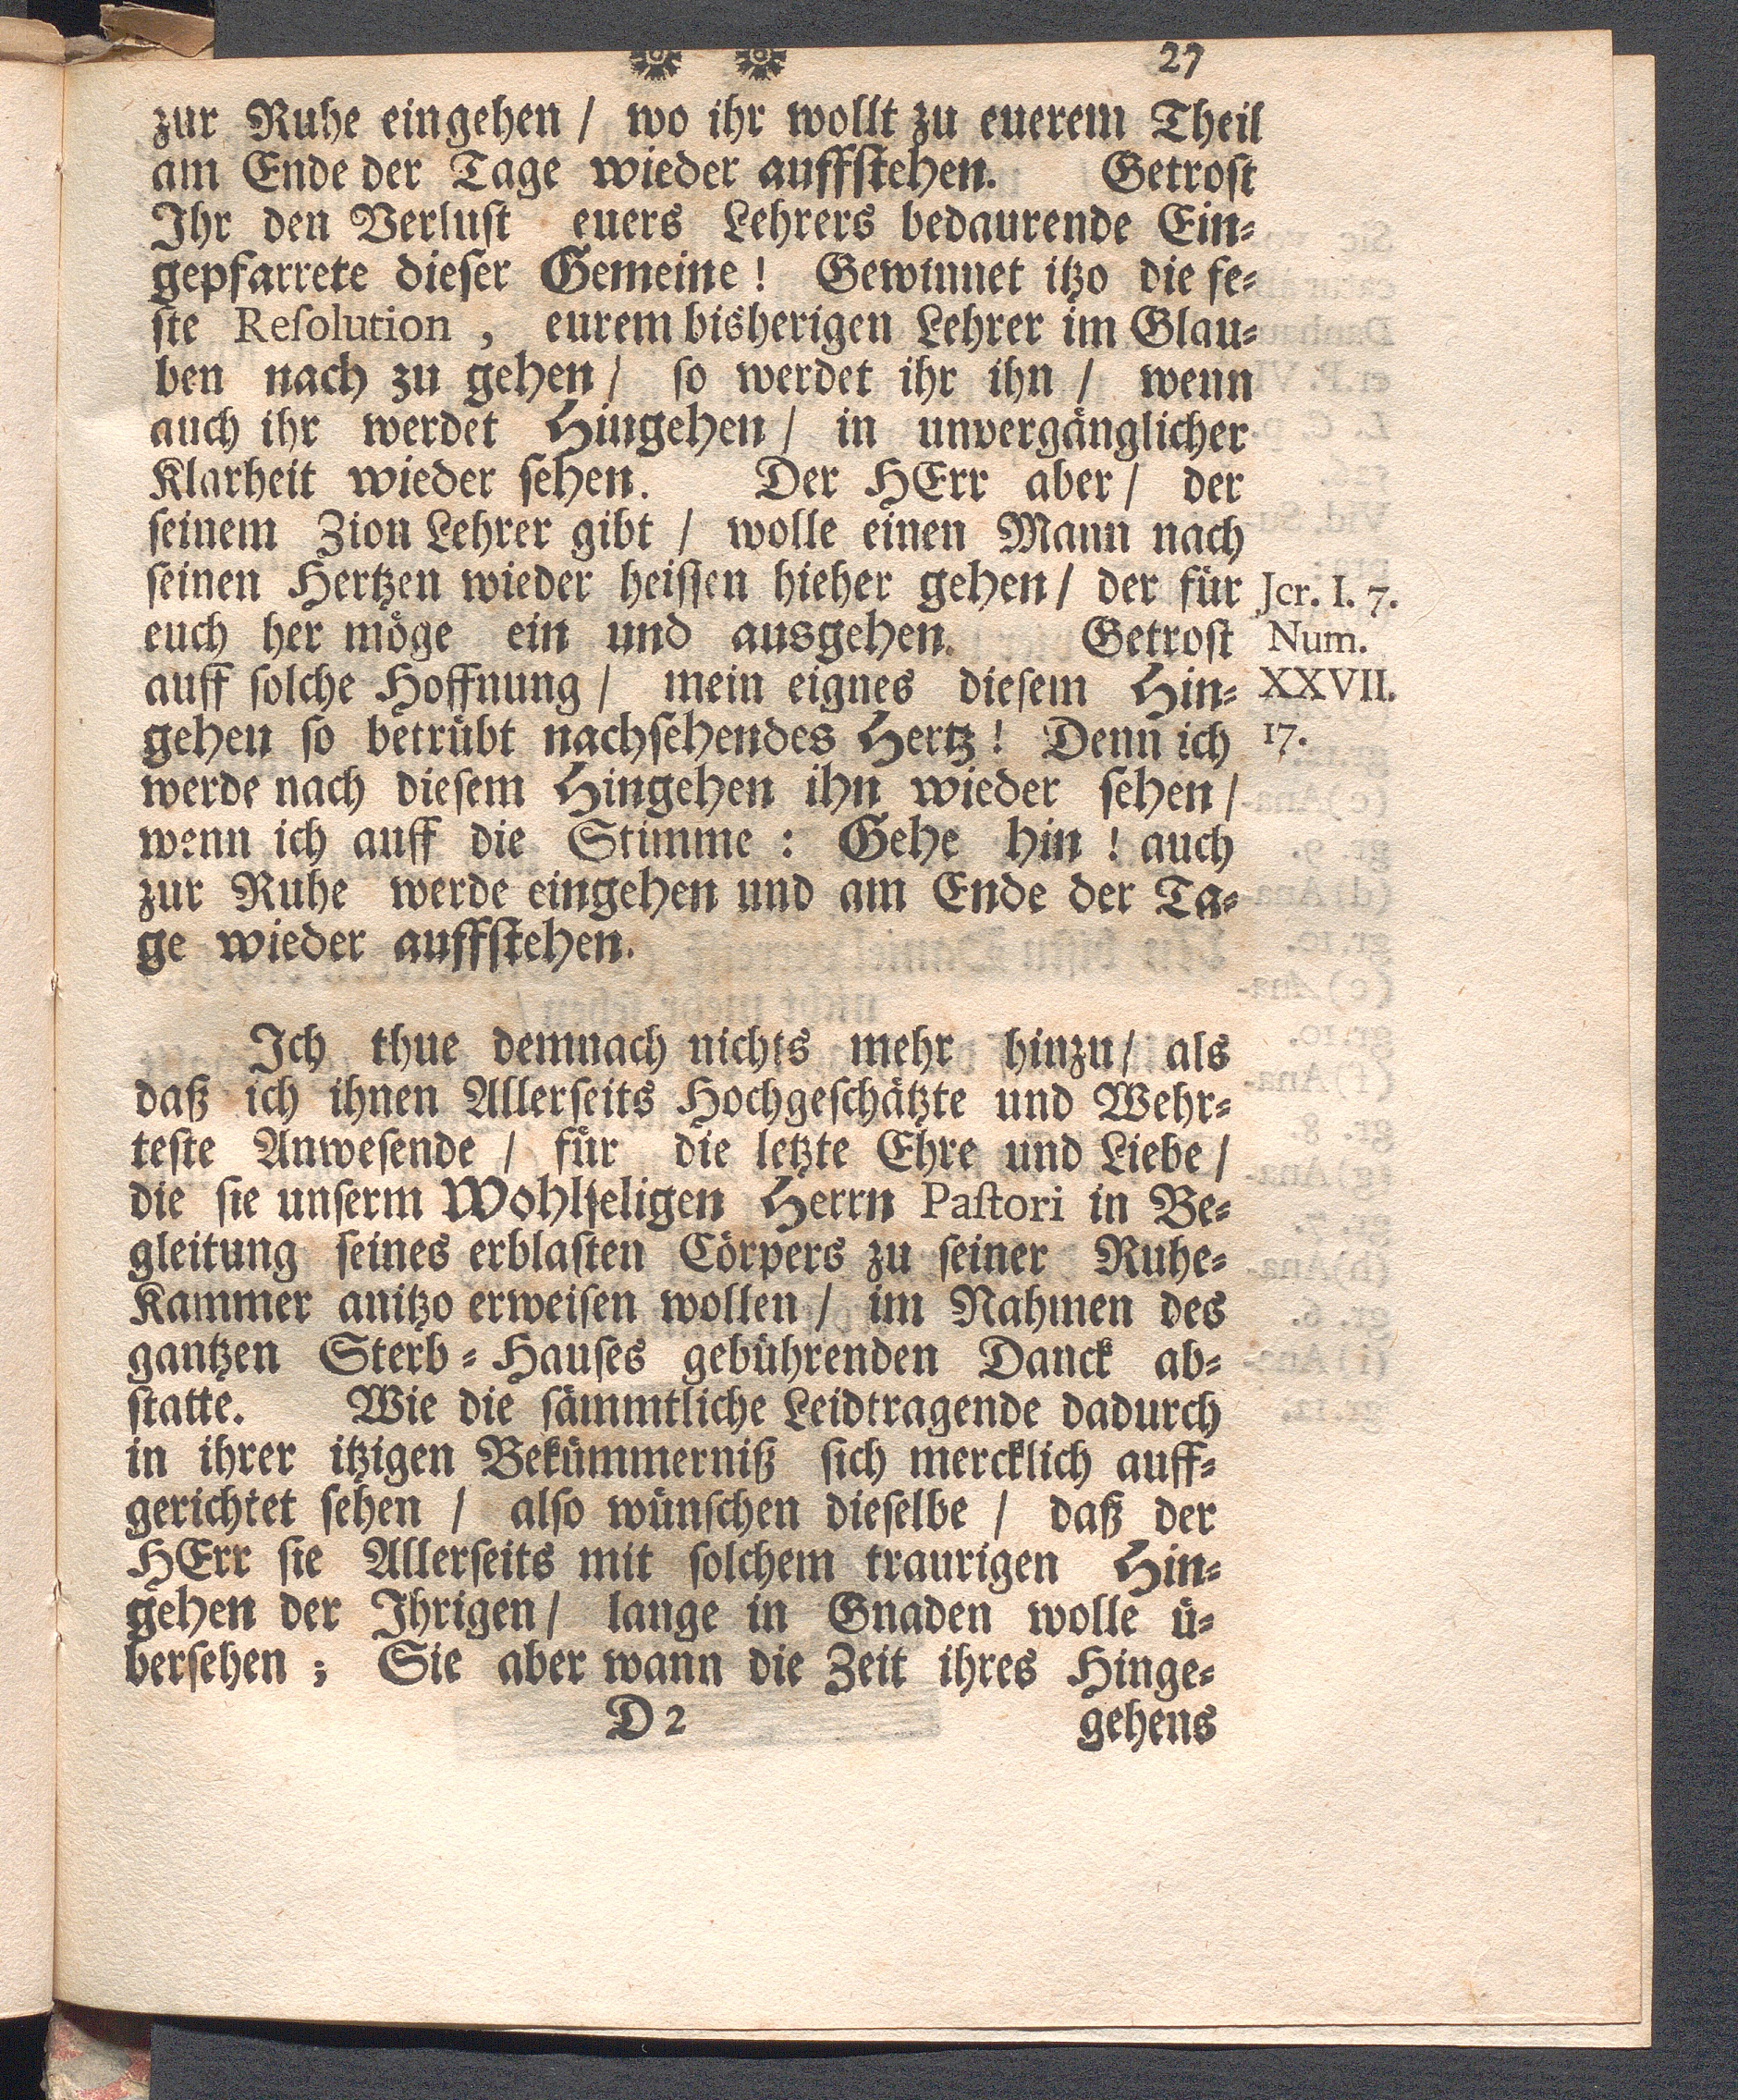 27
zur Ruhe eingehen / wo ihr wollt zu euerem Theil
am Ende der Tage wieder auffſtehen. Getroſt
Ihr den Verluſt euers Lehrers bedaurende Ein⸗
gepfarrete dieſer Gemeine! Gewinnet itzo die fe⸗
ſte Reſolution, eurem bisherigen Lehrer im Glau⸗
ben nach zu gehen / ſo werdet ihr ihn / wenn
auch ihr werdet Hingehen / in unvergänglicher
Klarheit wieder ſehen. Der HErr aber / der
ſeinem Zion Lehrer gibt / wolle einen Mann nach
ſeinen Hertzen wieder heiſſen hieher gehen / der für
Jer. I. 7.
euch her möge ein und ausgehen. Getroſt
Num.
auff ſolche Hoffnung / mein eignes dieſem Hin⸗
XXVII.
gehen ſo betrübt nachſehendes Hertz! Denn ich
17.
werde nach dieſem Hingehen ihn wieder ſehen /
wenn ich auff die Stimme: Gehe hin! auch
zur Ruhe werde eingehen und am Ende der Ta⸗
ge wieder auffſtehen.
Ich thue demnach nichts mehr hinzu / als
daß ich ihnen Allerſeits Hochgeſchätzte und Wehr⸗
teſte Anweſende / für die letzte Ehre und Liebe /
die ſie unſerm Wohlſeligen Herrn Paſtori in Be⸗
gleitung ſeines erblaſten Cörpers zu ſeiner Ruhe⸗
Kammer anitzo erweiſen wollen / im Nahmen des
gantzen Sterb⸗Hauſes gebührenden Danck ab⸗
ſtatte. Wie die ſämmtliche Leidtragende dadurch
in ihrer itzigen Bekümmerniß ſich mercklich auff⸗
gerichtet ſehen / alſo wünſchen dieſelbe / daß der
HErr ſie Allerſeits mit ſolchem traurigen Hin⸗
gehen der Ihrigen / lange in Gnaden wolle ü⸗
berſehen; Sie aber wann die Zeit ihres Hinge⸗
D 2 gehens